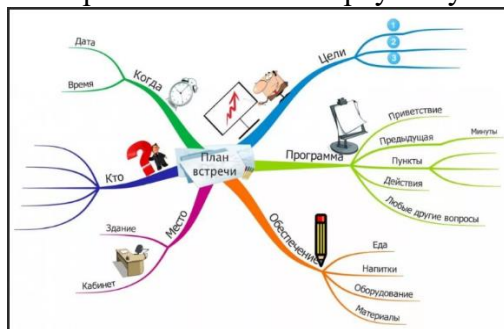 Дата
Время
Когда
Цели
1
2
3
План
встречи
Программа
Приветствие
Предыдущая
Минуты
Пункты
Действия
Любые другие вопросы
Кто
?
Место
Здание
Кабинет
Обеспечение
Еда
Напитки
Оборудование
Материалы